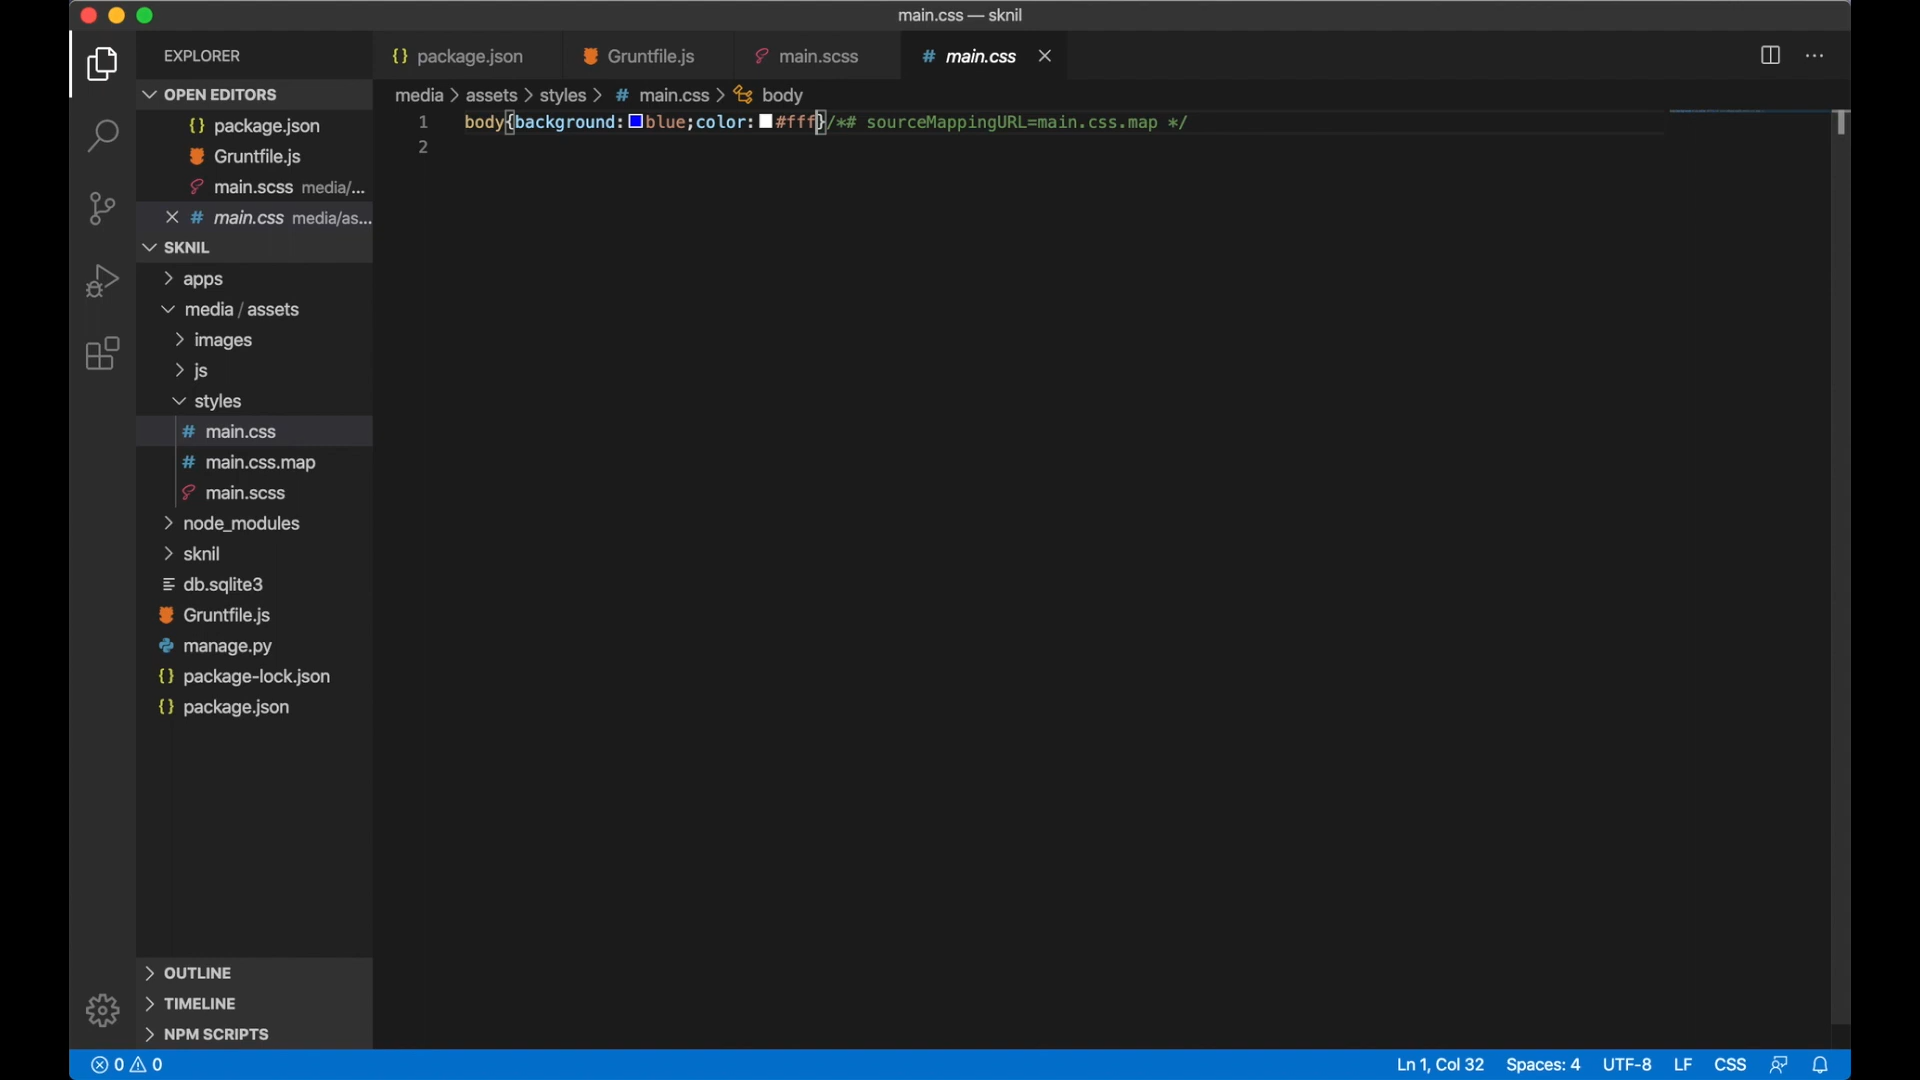 main.css — sknil
EXPLORER
{} package.json
Gruntfile.js
main.scss
# main.css
OPEN EDITORS
{} package.json
Gruntfile.js
main.scss media/...
# main.css media/as...
SKNIL
apps
media / assets
images
js
styles
# main.css
# main.css.map
main.scss
node_modules
sknil
db.sqlite3
Gruntfile.js
manage.py
{} package-lock.json
{} package.json
OUTLINE
TIMELINE
NPM SCRIPTS
media > assets > styles > # main.css > body
1 body{background:blue;color:#fff}/*# sourceMappingURL=main.css.map */
2
0 0
Ln 1, Col 32 Spaces: 4 UTF-8 LF CSS